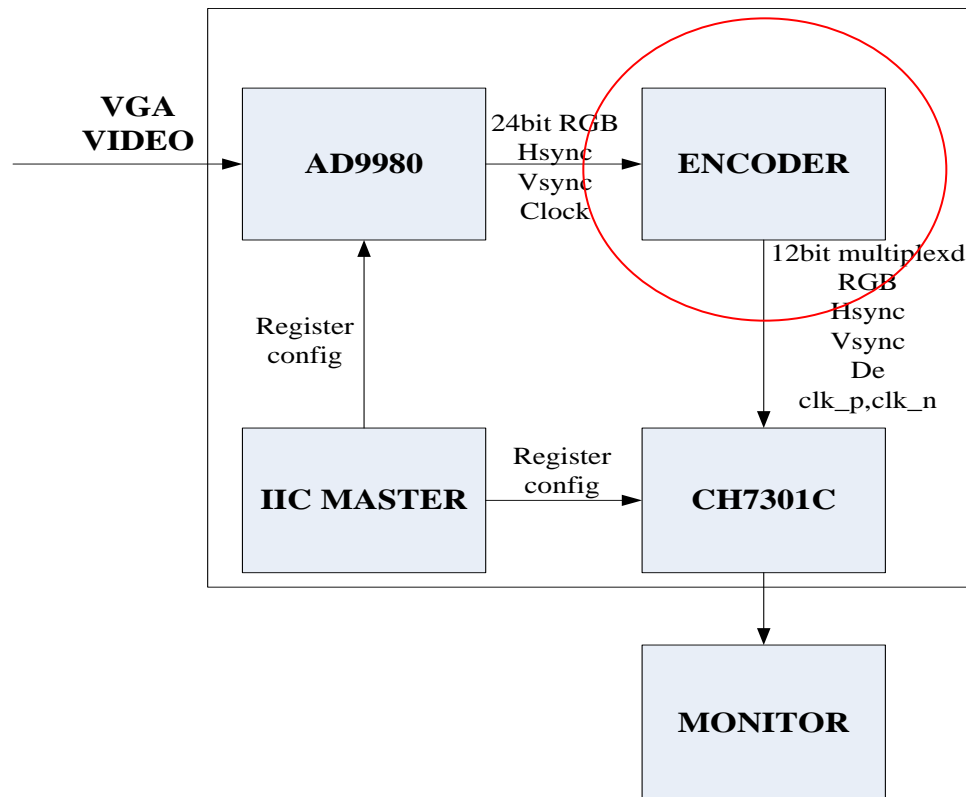 VGA
VIDEO
AD9980
24bit RGB
Hsync
Vsync
Clock
ENCODER
12bit multiplexd
RGB
Hsync
Vsync
De
clk_p,clk_n
Register
config
IIC MASTER
Register
config
CH7301C
MONITOR